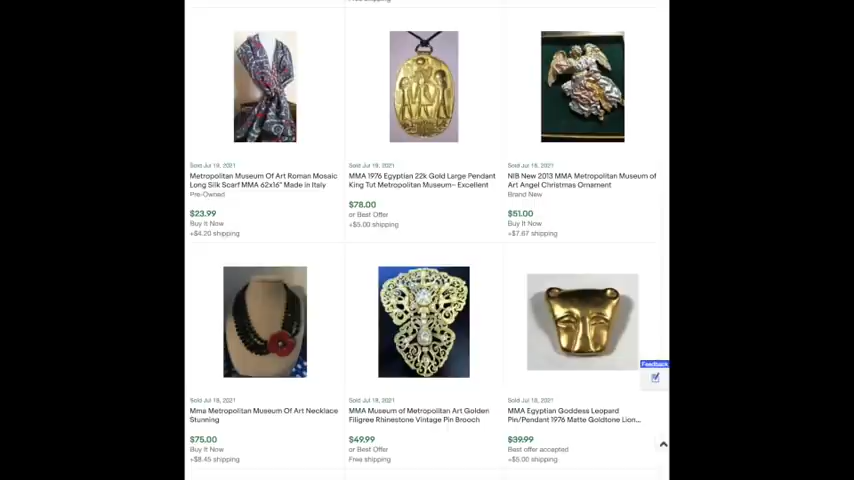 Sold Jul 19, 2021
Metropolitan Museum Of Art Roman Mosaic
Long Silk Scarf MMA 62x16" Made in Italy
Pre-Owned
$23.99
Buy It Now
+$4.20 shipping
Sold Jul 19, 2021
MMA 1976 Egyptian 22k Gold Large Pendant
King Tut Metropolitan Museum~ Excellent
$78.00
or Best Offer
+$5.00 shipping
Sold Jul 18, 2021
NIB New 2013 MMA Metropolitan Museum of
Art Angel Christmas Ornament
Brand New
$51.00
Buy It Now
+$7.67 shipping
Sold Jul 18, 2021
Mma Metropolitan Museum Of Art Necklace
Stunning
$75.00
Buy It Now
+$8.45 shipping
Sold Jul 18, 2021
MMA Museum of Metropolitan Art Golden
Filigree Rhinestone Vintage Pin Brooch
$49.99
or Best Offer
Free shipping
Sold Jul 18, 2021
MMA Egyptian Goddess Leopard
Pin/Pendant 1976 Matte Goldtone Lion...
$39.99
Best offer accepted
+$5.00 shipping
Feedback